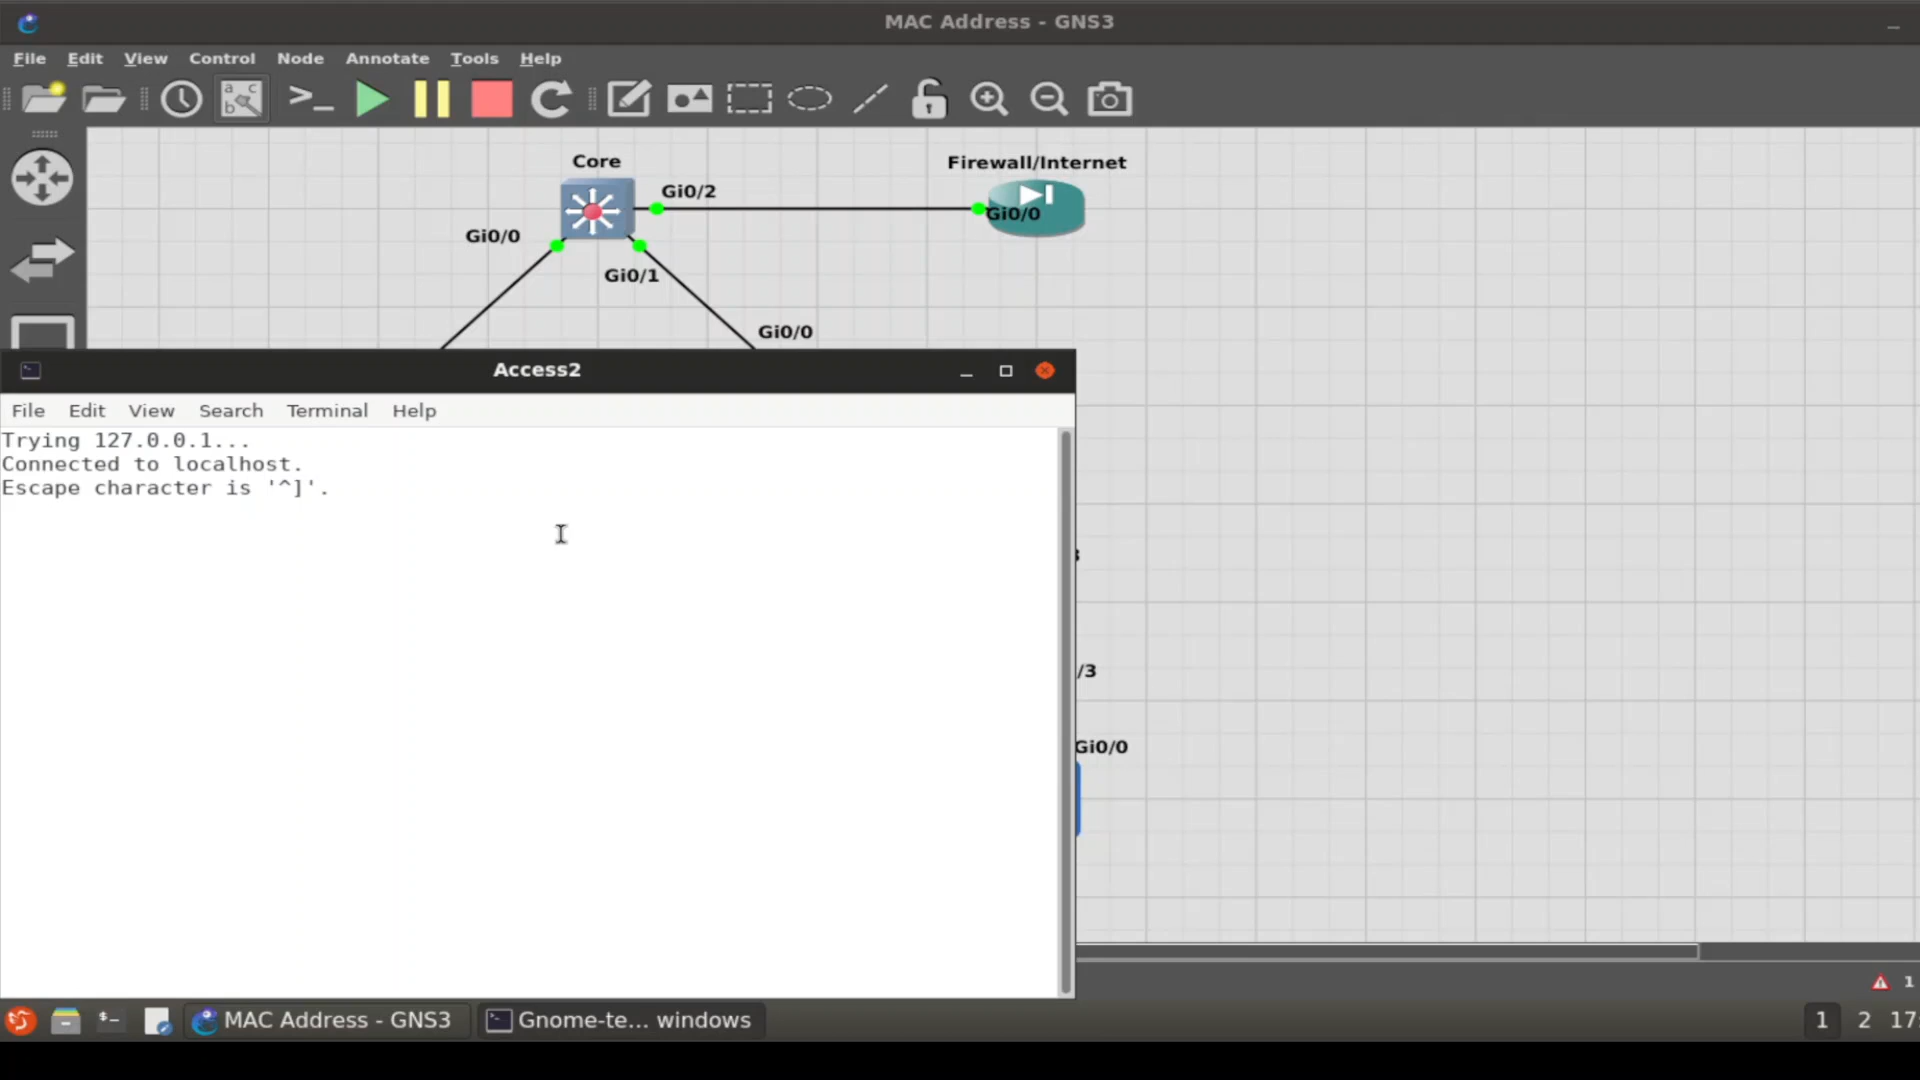 MAC Address - GNS3
File Edit View Control Node Annotate Tools Help
Core
Firewall/Internet
Gi0/2
Gi0/0
Gi0/0
Gi0/1
Gi0/0
Access2
File Edit View Search Terminal Help
Trying 127.0.0.1...
Connected to localhost.
Escape character is '^]'.
/3
Gi0/0
1
MAC Address - GNS3
Gnome-te... windows
1 2 17: